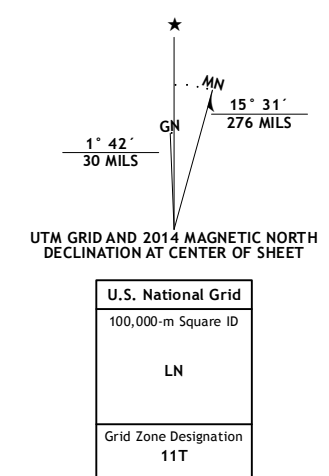 ★
MN
GN
15° 31´
276 MILS
1° 42´
30 MILS
UTM GRID AND 2014 MAGNETIC NORTH
DECLINATION AT CENTER OF SHEET
U.S. National Grid
100,000-m Square ID
LN
Grid Zone Designation
11T